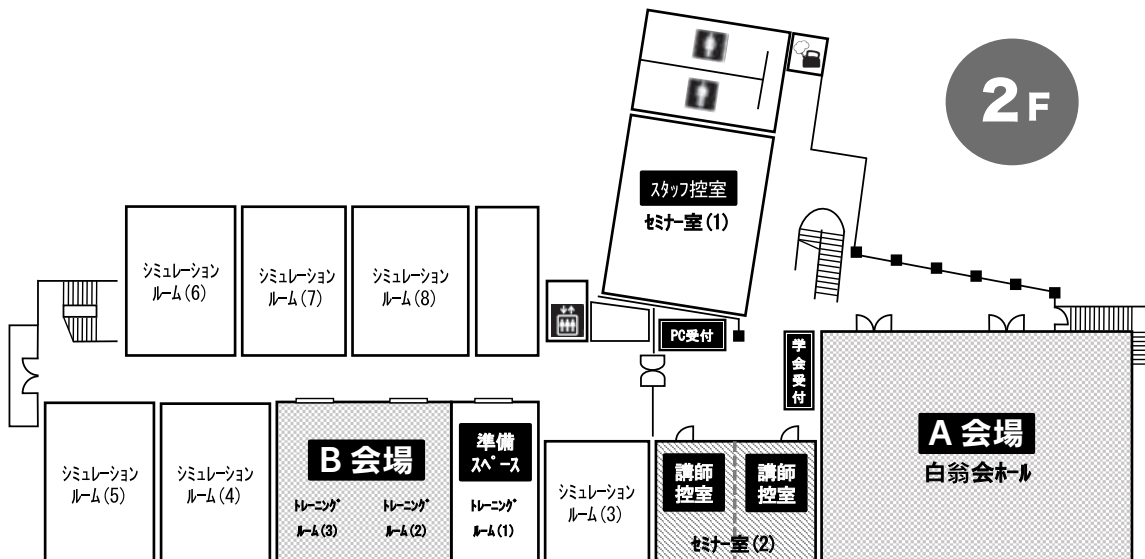 2F
スタッフ控室
セミナー室(1)
シミュレーション
ルーム(6)
シミュレーション
ルーム(7)
シミュレーション
ルーム(8)
PC受付
学会受付
シミュレーション
ルーム(5)
シミュレーション
ルーム(4)
B 会場
トレーニング
ルーム(3)
トレーニング
ルーム(2)
準備
スペース
トレーニング
ルーム(1)
シミュレーション
ルーム(3)
講師
控室
講師
控室
セミナー室(2)
A 会場
白翁会ホール